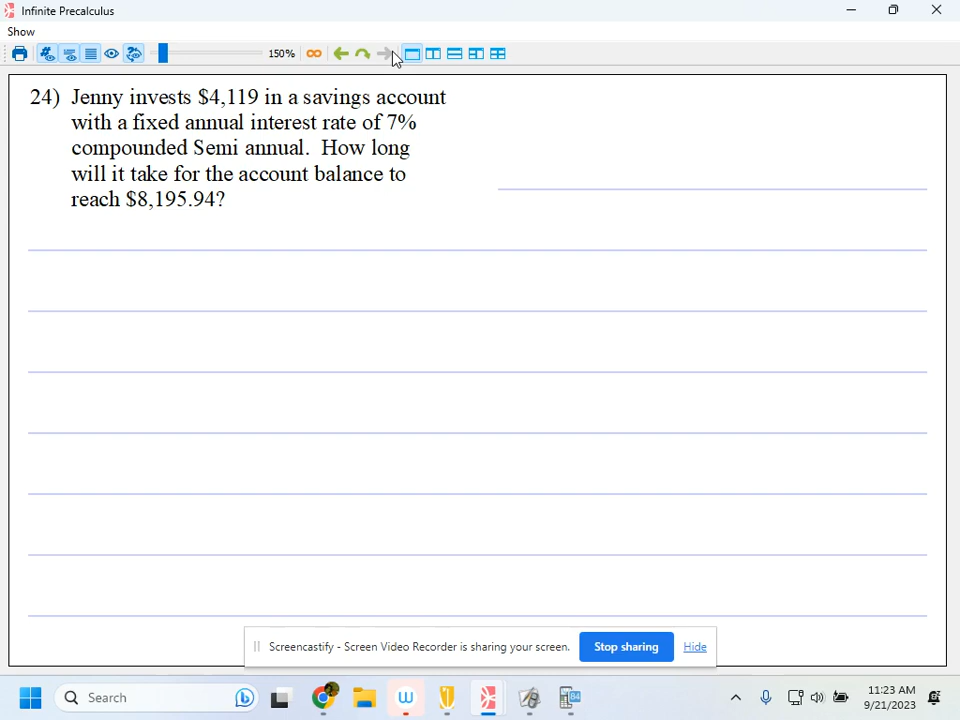 Infinite Precalculus
Show
150%
24) Jenny invests $4,119 in a savings account
with a fixed annual interest rate of 7%
compounded Semi annual. How long
will it take for the account balance to
reach $8,195.94?
Screencastify - Screen Video Recorder is sharing your screen. Stop sharing Hide
Search
11:23 AM
9/21/2023